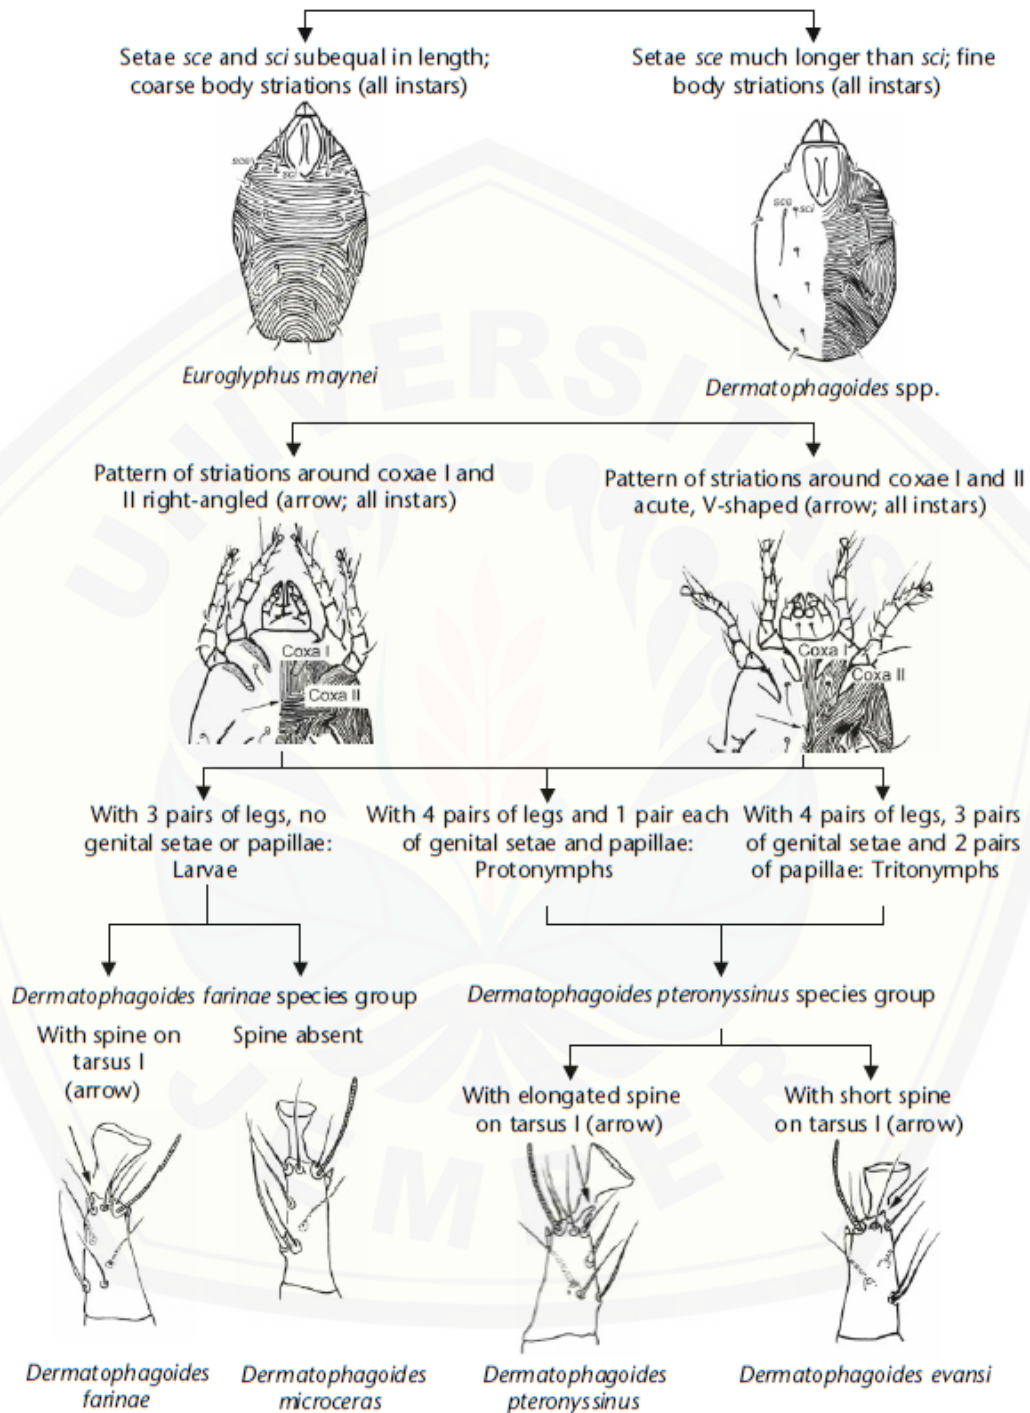 Setae sce and sci subequal in length;
coarse body striations (all instars)
Setae sce much longer than sci; fine
body striations (all instars)
sce
sci
sce
sci
Euroglyphus maynei
Dermatophagoides spp.
Pattern of striations around coxae I and
II right-angled (arrow; all instars)
Pattern of striations around coxae I and II
acute, V-shaped (arrow; all instars)
Coxa I
Coxa II
Coxa I
Coxa II
With 3 pairs of legs, no
genital setae or papillae:
Larvae
With 4 pairs of legs and 1 pair each
of genital setae and papillae:
Protonymphs
With 4 pairs of legs, 3 pairs
of genital setae and 2 pairs
of papillae: Tritonymphs
Dermatophagoides farinae species group
Dermatophagoides pteronyssinus species group
With spine on
tarsus I
(arrow)
Spine absent
With elongated spine
on tarsus I (arrow)
With short spine
on tarsus I (arrow)
Dermatophagoides
farinae
Dermatophagoides
microceras
Dermatophagoides
pteronyssinus
Dermatophagoides evansi
UNIVERSITAS
JEMBER